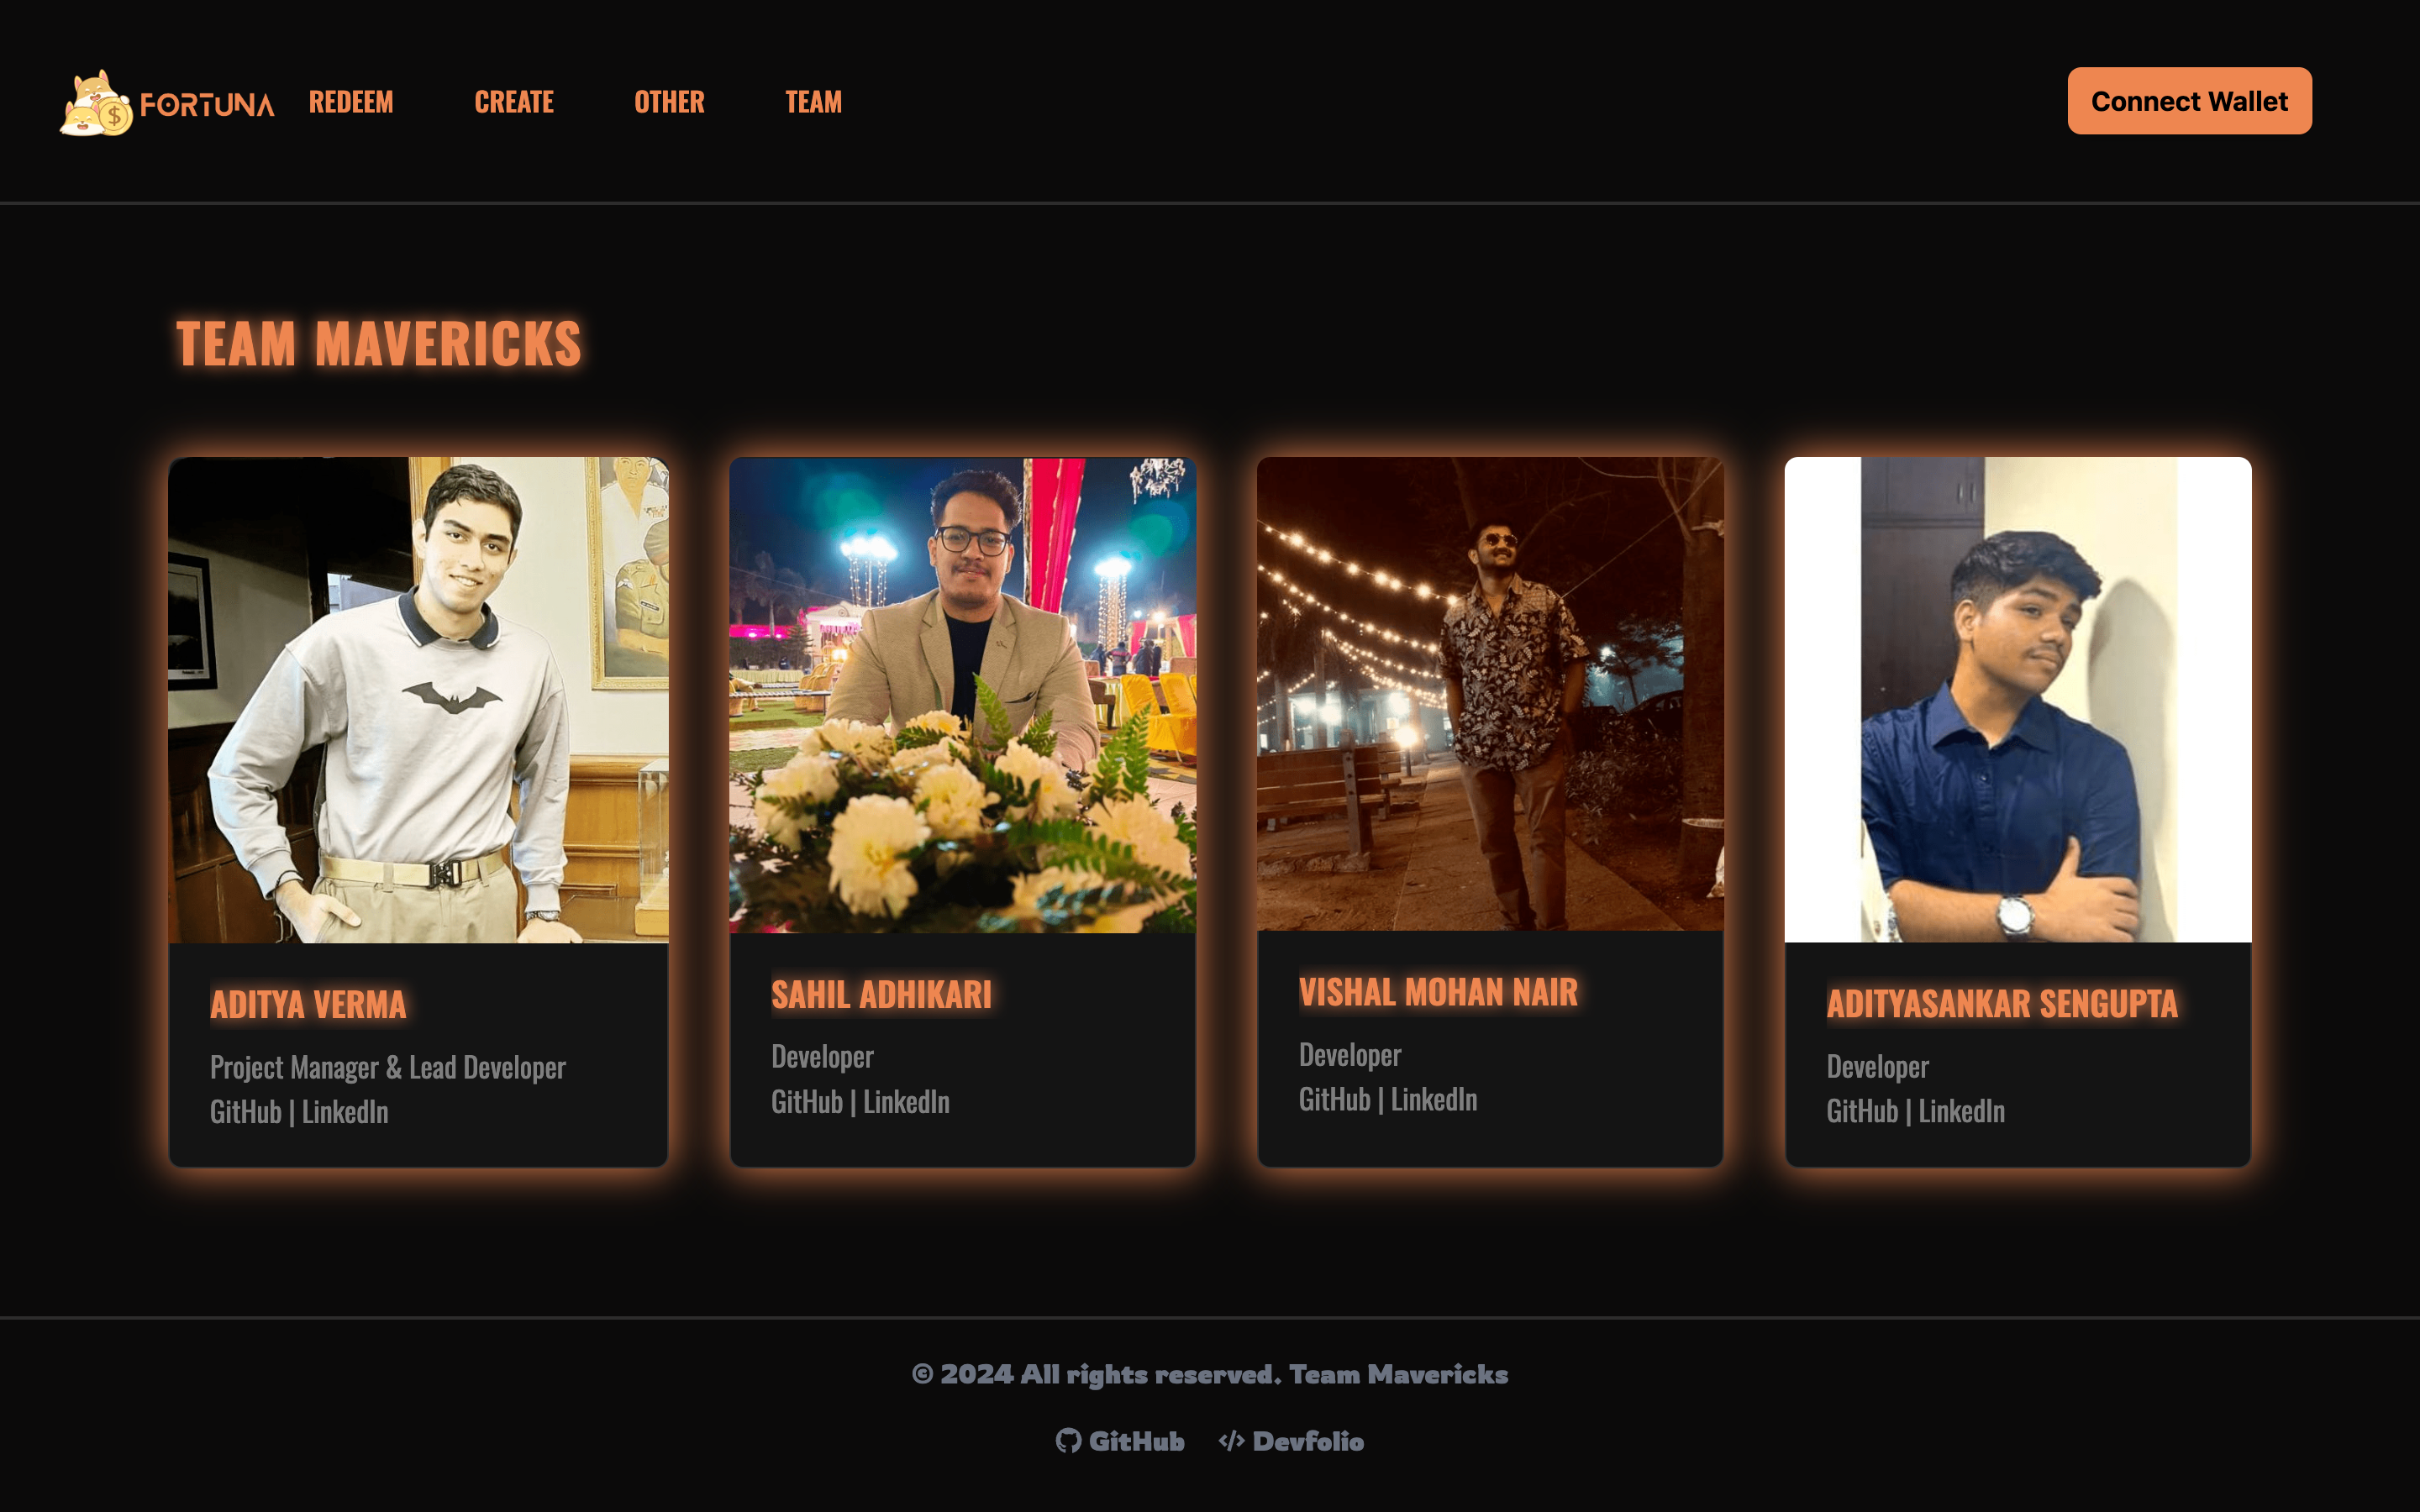 FORTUNA
REDEEM
CREATE
OTHER
TEAM
Connect Wallet
TEAM MAVERICKS
ADITYA VERMA
Project Manager & Lead Developer
GitHub | LinkedIn
SAHIL ADHIKARI
Developer
GitHub | LinkedIn
VISHAL MOHAN NAIR
Developer
GitHub | LinkedIn
ADITYASANKAR SENGUPTA
Developer
GitHub | LinkedIn
© 2024 All rights reserved. Team Mavericks
GitHub
Devfolio